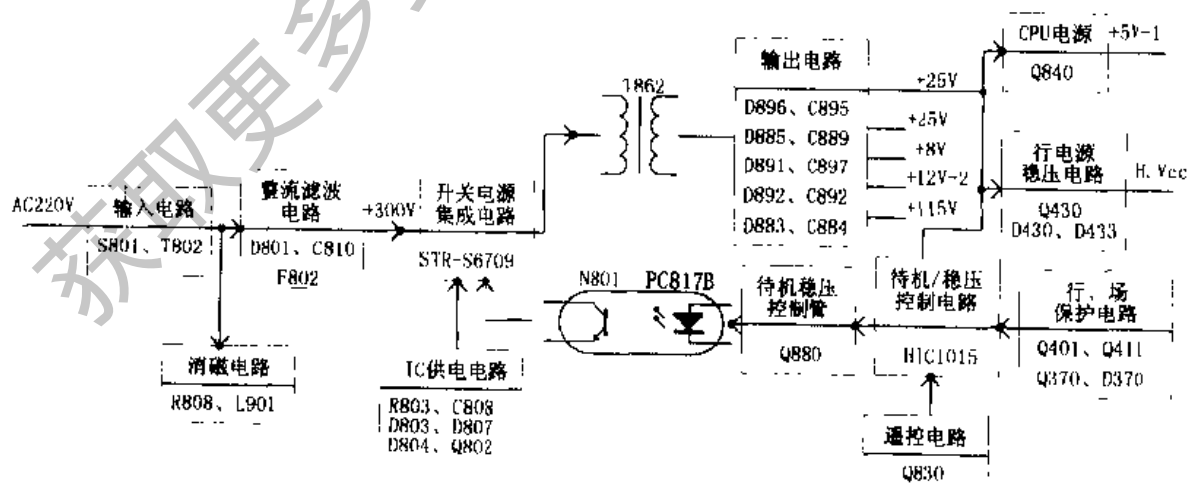 获取更多
AC220V
输入电路
S801、T802
整流滤波
电路
D801、C810
F802
+300V
开关电源
集成电路
STR-S6709
消磁电路
R808、L901
IC供电电路
R803、C808
D803、D807
D804、Q802
T862
N801
PC817B
输出电路
D896、C895
D885、C889
D891、C897
D892、C892
D883、C884
+25V
+25V
+8V
+12V-2
+115V
CPU电源
+5V-1
Q840
行电源
稳压电路
H.Vcc
Q430
D430、D433
待机稳压
控制管
Q880
待机/稳压
控制电路
HIC1015
行、场
保护电路
Q401、Q411
Q370、D370
遥控电路
Q830